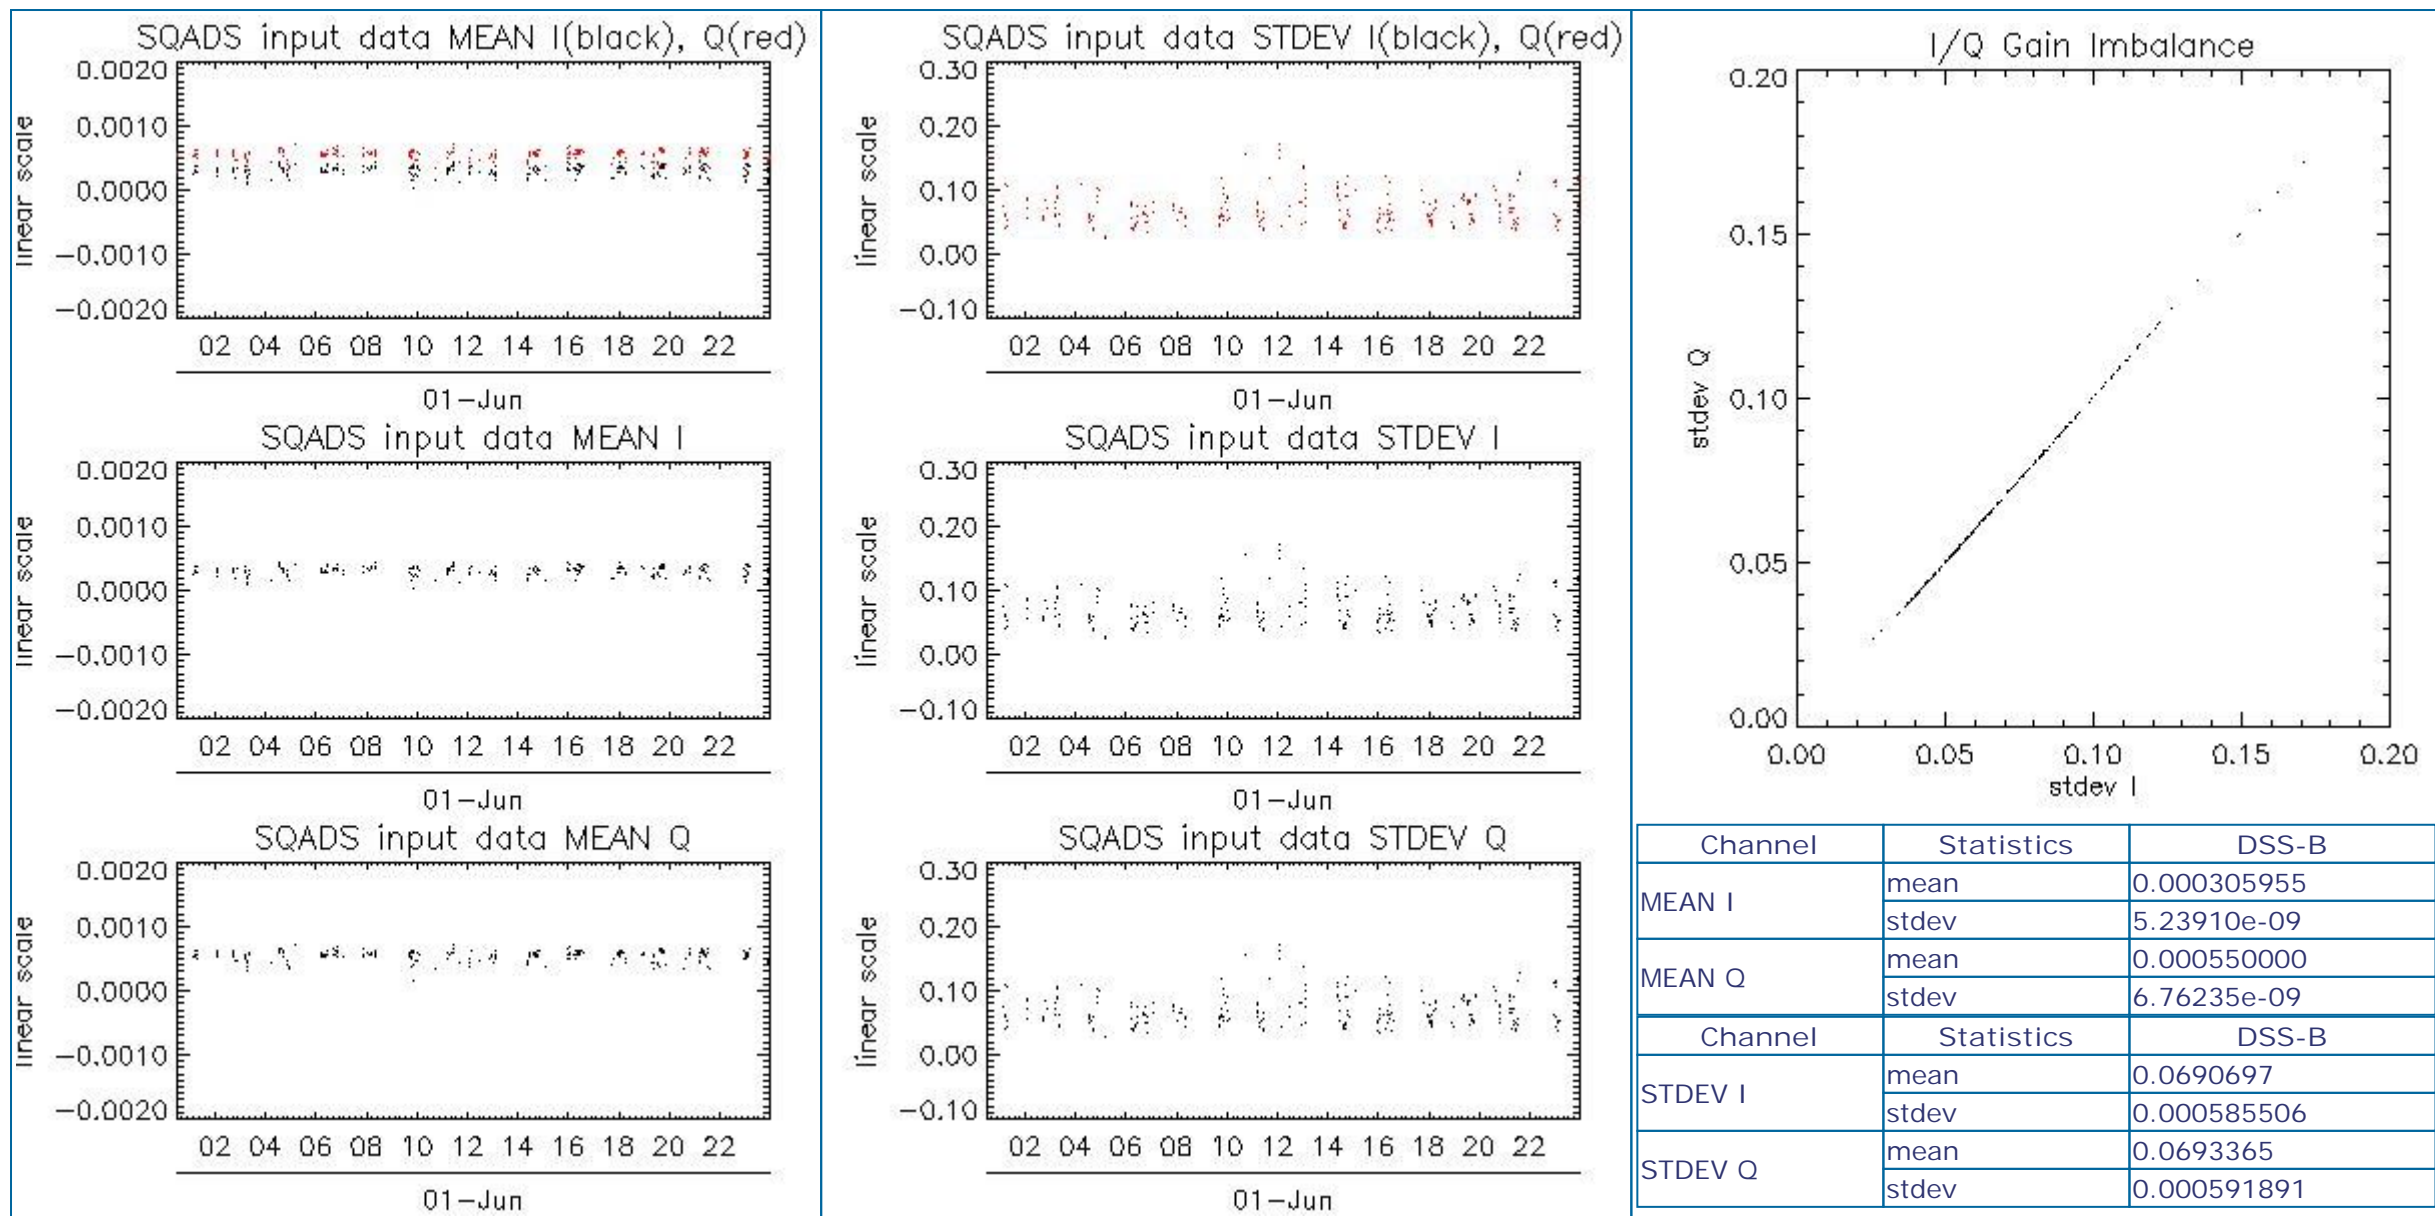 SQADS input data MEAN I(black), Q(red)
0.0020
0.0010
0.0000
−0.0010
−0.0020
linear scale
02 04 06 08 10 12 14 16 18 20 22
01−Jun
SQADS input data MEAN I
0.0020
0.0010
0.0000
−0.0010
−0.0020
linear scale
02 04 06 08 10 12 14 16 18 20 22
01−Jun
SQADS input data MEAN Q
0.0020
0.0010
0.0000
−0.0010
−0.0020
linear scale
02 04 06 08 10 12 14 16 18 20 22
01−Jun
SQADS input data STDEV I(black), Q(red)
0.30
0.20
0.10
0.00
−0.10
linear scale
02 04 06 08 10 12 14 16 18 20 22
01−Jun
SQADS input data STDEV I
0.30
0.20
0.10
0.00
−0.10
linear scale
02 04 06 08 10 12 14 16 18 20 22
01−Jun
SQADS input data STDEV Q
0.30
0.20
0.10
0.00
−0.10
linear scale
02 04 06 08 10 12 14 16 18 20 22
01−Jun
I/Q Gain Imbalance
0.20
0.15
0.10
0.05
0.00
stdev Q
0.00 0.05 0.10 0.15 0.20
stdev I
Channel Statistics DSS-B
MEAN I mean 0.000305955
stdev 5.23910e-09
MEAN Q mean 0.000550000
stdev 6.76235e-09
Channel Statistics DSS-B
STDEV I mean 0.0690697
stdev 0.000585506
STDEV Q mean 0.0693365
stdev 0.000591891